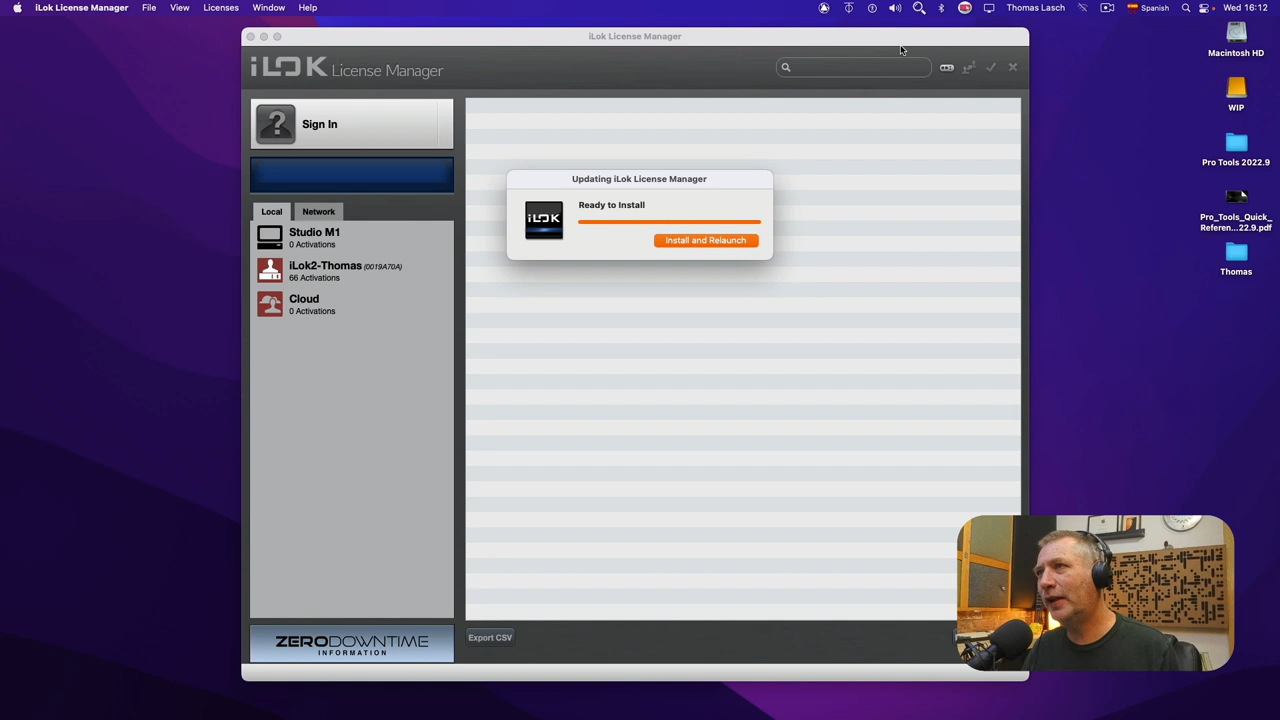 iLok License Manager File View Licenses Window Help
Thomas Lasch Spanish Wed 16:12
iLok License Manager
iLOK License Manager
Sign In
Local Network
Studio M1
0 Activations
iLok2-Thomas (0019A70A)
66 Activations
Cloud
0 Activations
Updating iLok License Manager
iLOK
Ready to Install
Install and Relaunch
ZERODOWNTIME
INFORMATION
Export CSV
Macintosh HD
WIP
Pro Tools 2022.9
Pro_Tools_Quick_
Referen...22.9.pdf
Thomas